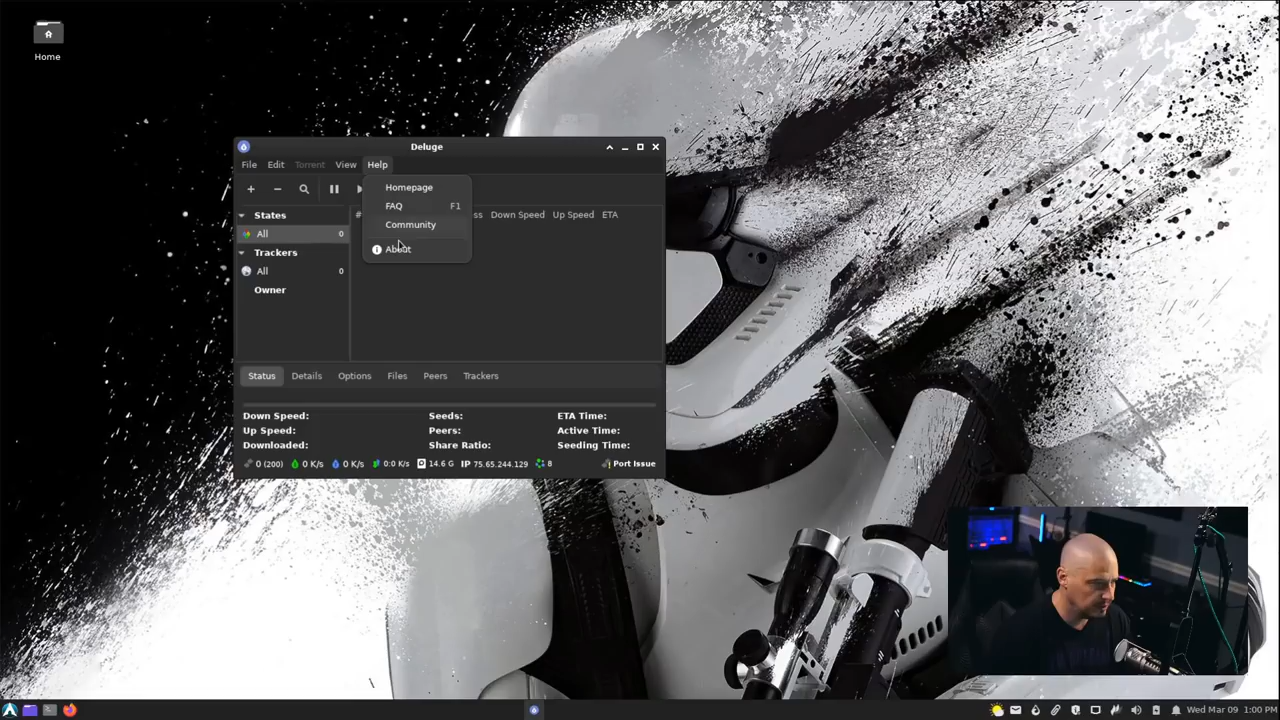 Home
Deluge
File Edit Torrent View Help
Homepage
FAQ F1
Community
About
States
All 0
Trackers
All 0
Owner
# ss Down Speed Up Speed ETA
Status Details Options Files Peers Trackers
Down Speed: Seeds: ETA Time:
Up Speed: Peers: Active Time:
Downloaded: Share Ratio: Seeding Time:
0 (200) 0 K/s 0 K/s 0:0 K/s 14.6 G IP 75.65.244.129 8 Port Issue
Wed Mar 09 1:00 PM